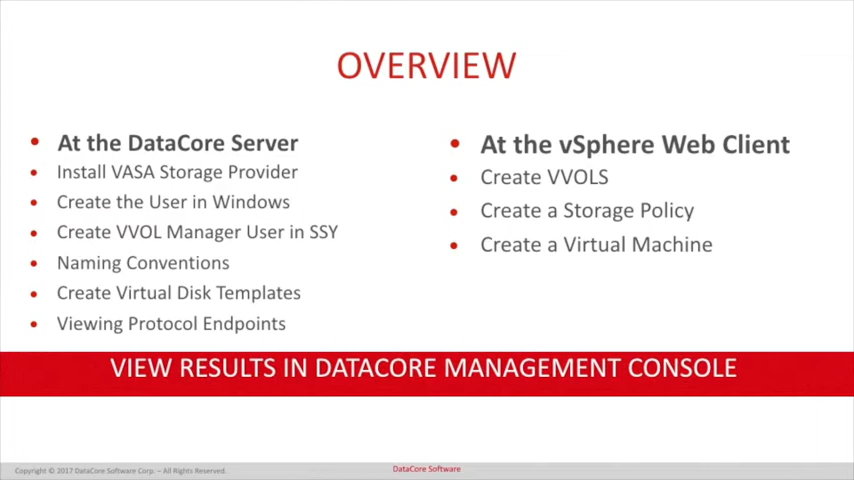 OVERVIEW
• At the DataCore Server
• Install VASA Storage Provider
• Create the User in Windows
• Create VVOL Manager User in SSY
• Naming Conventions
• Create Virtual Disk Templates
• Viewing Protocol Endpoints
• At the vSphere Web Client
• Create VVOLS
• Create a Storage Policy
• Create a Virtual Machine
VIEW RESULTS IN DATACORE MANAGEMENT CONSOLE
Copyright © 2017 DataCore Software Corp. – All Rights Reserved.
DataCore Software